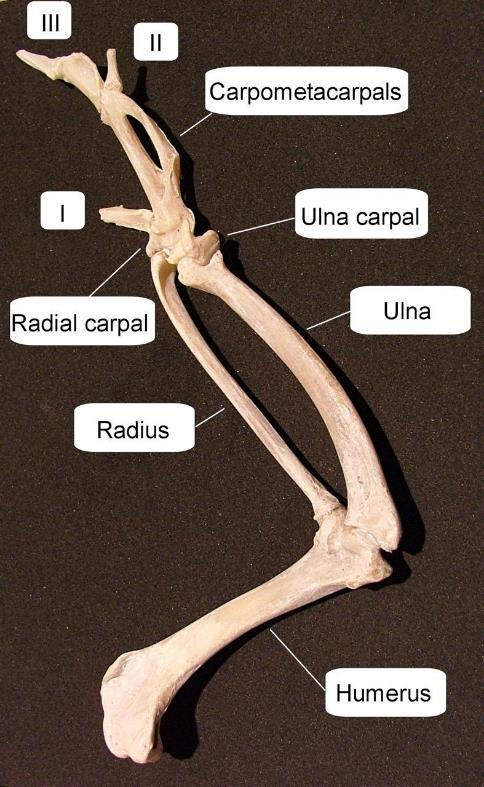 III
II
Carpometacarpals
I
Ulna carpal
Radial carpal
Ulna
Radius
Humerus